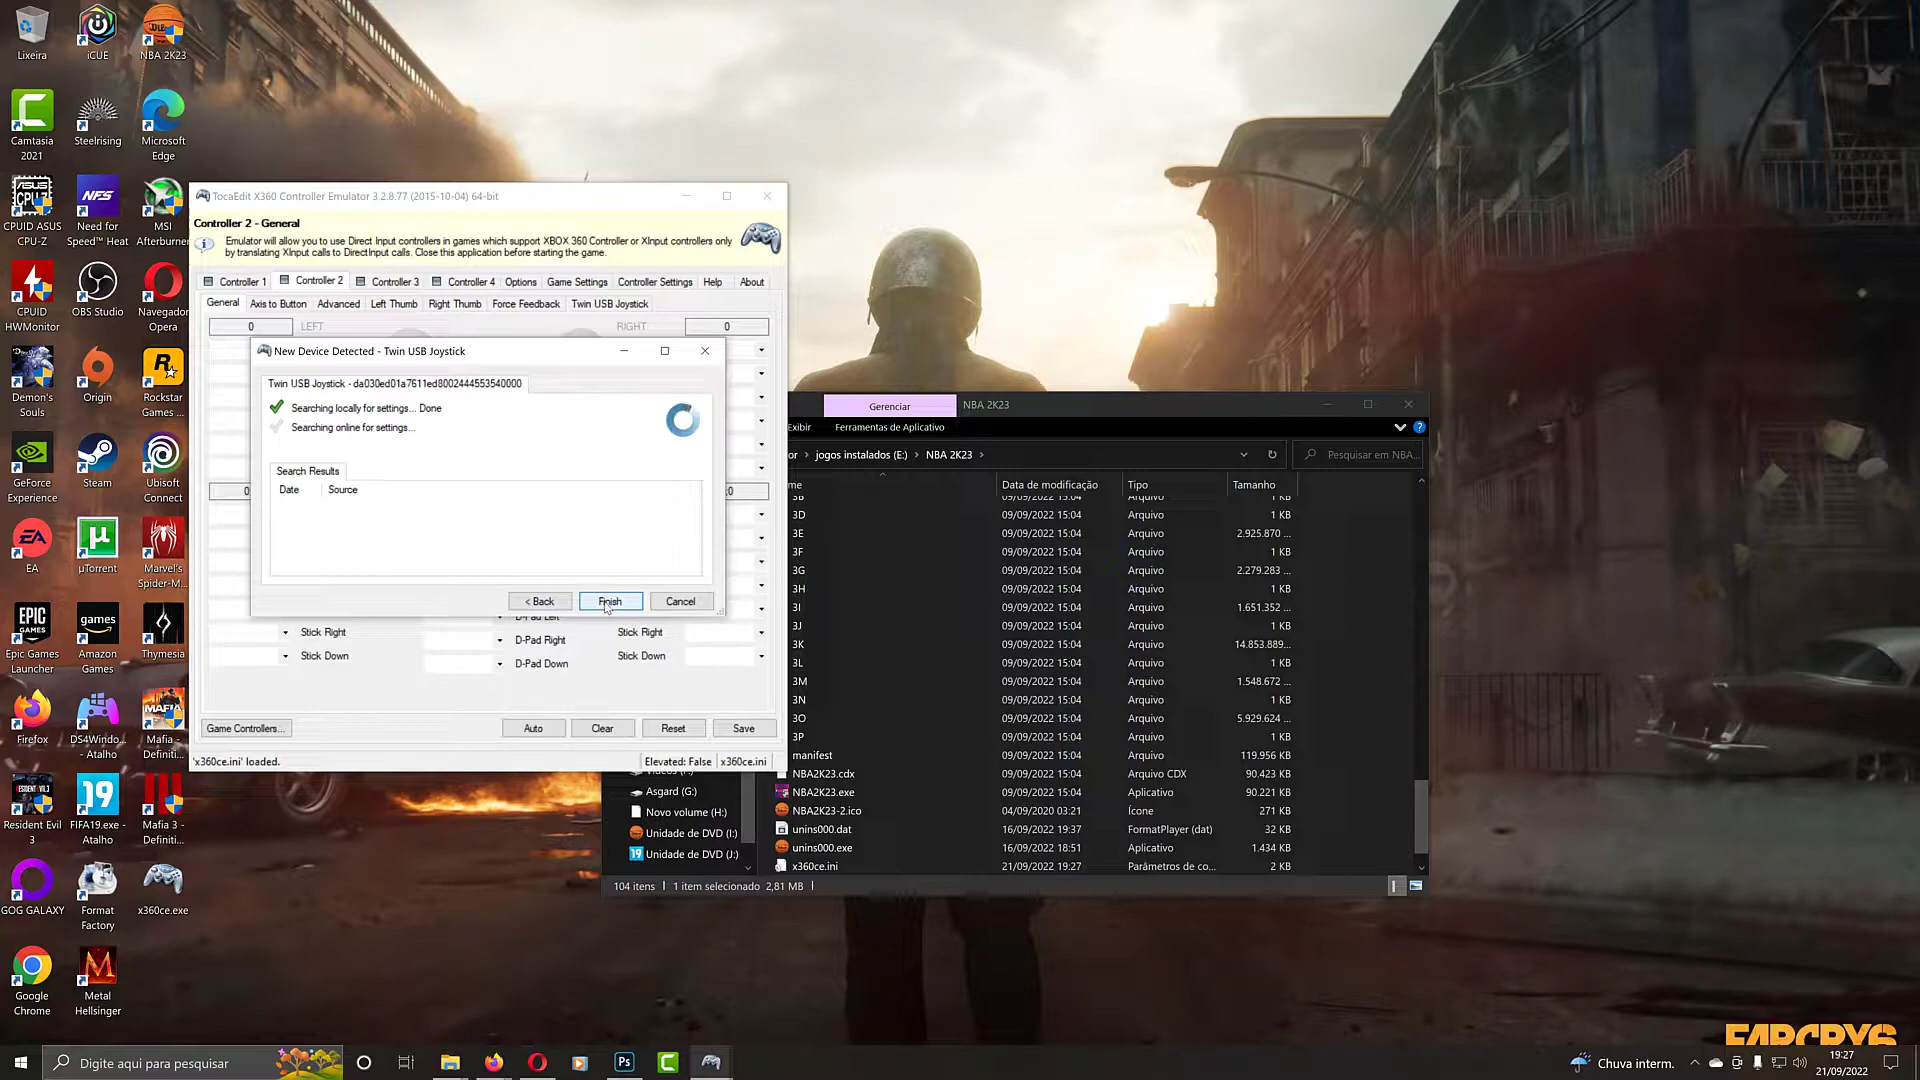 Lixeira
iCUE
NBA 2K23
Camtasia
2021
Steelrising
Microsoft
Edge
CPUID ASUS
CPU-Z
Need for
Speed™ Heat
MSI
Afterburner
CPUID
HWMonitor
OBS Studio
Navegador
Opera
Demon's
Souls
Origin
Rockstar
Games ...
GeForce
Experience
Steam
Ubisoft
Connect
EA
µTorrent
Marvel's
Spider-M...
Epic Games
Launcher
Amazon
Games
Thymesia
Firefox
DS4Windo...
- Atalho
Mafia -
Definiti...
Resident Evil
3
FIFA19.exe -
Atalho
Mafia 3 -
Definiti...
GOG GALAXY
Format
Factory
x360ce.exe
Google
Chrome
Metal
Hellsinger
TocaEdit X360 Controller Emulator 3.2.8.77 (2015-10-04) 64-bit
Controller 2 - General
Emulator will allow you to use Direct Input controllers in games which support XBOX 360 Controller or XInput controllers only
by translating XInput calls to DirectInput calls. Close this application before starting the game.
Controller 1 Controller 2 Controller 3 Controller 4 Options Game Settings Controller Settings Help About
General Axis to Button Advanced Left Thumb Right Thumb Force Feedback Twin USB Joystick
0 LEFT RIGHT 0
New Device Detected - Twin USB Joystick
Twin USB Joystick - da030ed01a7611ed8002444553540000
Searching locally for settings... Done
Searching online for settings...
Search Results
Date Source
< Back Finish Cancel
D-Pad Left
Stick Right D-Pad Right Stick Right
Stick Down D-Pad Down Stick Down
Game Controllers... Auto Clear Reset Save
'x360ce.ini' loaded. Elevated: False x360ce.ini
Gerenciar NBA 2K23
Exibir Ferramentas de Aplicativo
jogos instalados (E:) › NBA 2K23 ›
Pesquisar em NBA...
Data de modificação Tipo Tamanho
3B 09/09/2022 15:04 Arquivo 1 KB
3D 09/09/2022 15:04 Arquivo 1 KB
3E 09/09/2022 15:04 Arquivo 2.925.870 ...
3F 09/09/2022 15:04 Arquivo 1 KB
3G 09/09/2022 15:04 Arquivo 2.279.283 ...
3H 09/09/2022 15:04 Arquivo 1 KB
3I 09/09/2022 15:04 Arquivo 1.651.352 ...
3J 09/09/2022 15:04 Arquivo 1 KB
3K 09/09/2022 15:04 Arquivo 14.853.889...
3L 09/09/2022 15:04 Arquivo 1 KB
3M 09/09/2022 15:04 Arquivo 1.548.672 ...
3N 09/09/2022 15:04 Arquivo 1 KB
3O 09/09/2022 15:04 Arquivo 5.929.624 ...
3P 09/09/2022 15:04 Arquivo 1 KB
manifest 09/09/2022 15:04 Arquivo 119.956 KB
NBA2K23.cdx 09/09/2022 15:04 Arquivo CDX 90.423 KB
NBA2K23.exe 09/09/2022 15:04 Aplicativo 90.221 KB
NBA2K23-2.ico 04/09/2020 03:21 Ícone 271 KB
unins000.dat 16/09/2022 19:37 FormatPlayer (dat) 32 KB
unins000.exe 16/09/2022 18:51 Aplicativo 1.434 KB
x360ce.ini 21/09/2022 19:27 Parâmetros de co... 2 KB
Asgard (G:)
Novo volume (H:)
Unidade de DVD (I:)
Unidade de DVD (J:)
104 itens 1 item selecionado 2,81 MB
FARCRY6
Digite aqui para pesquisar
Chuva interm.
19:27
21/09/2022